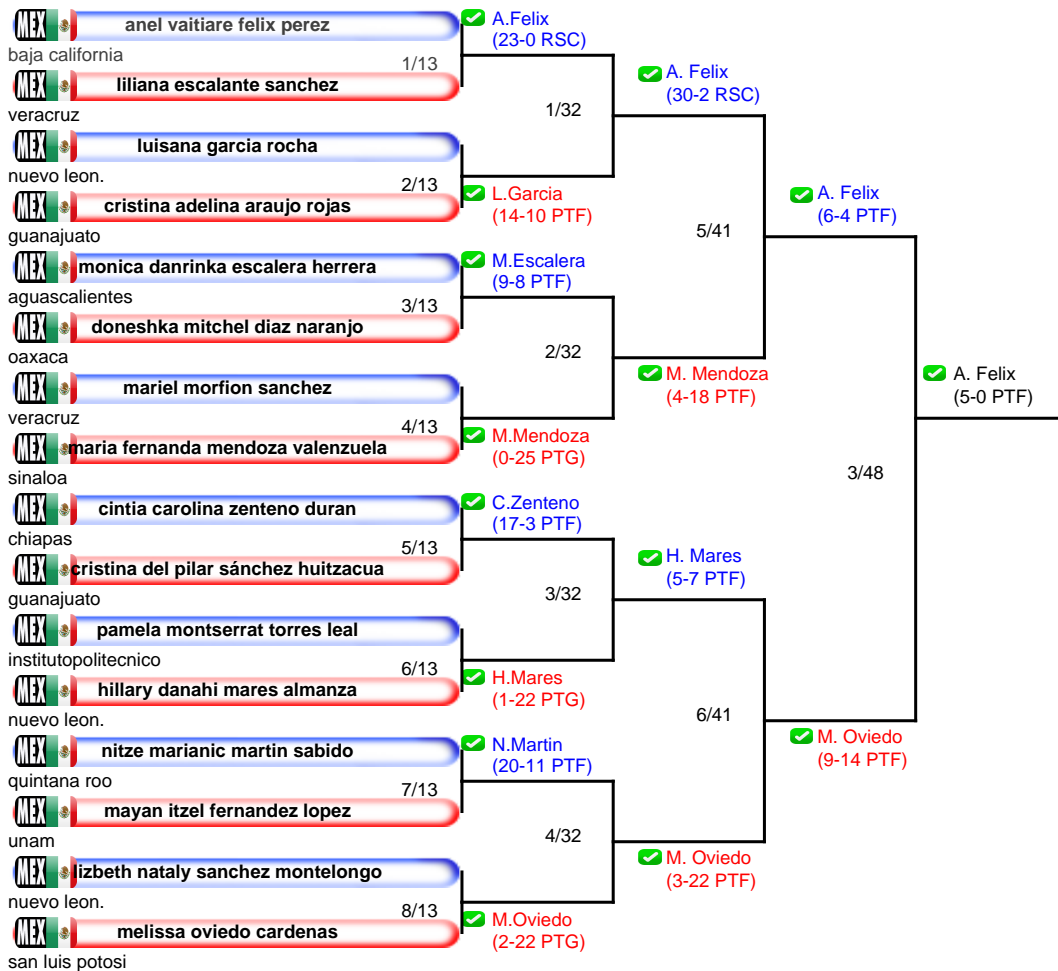 MEX anel vaitiare felix perez
baja california
1/13
MEX liliana escalante sanchez
veracruz
MEX luisana garcia rocha
nuevo leon.
2/13
MEX cristina adelina araujo rojas
guanajuato
MEX monica danrinka escalera herrera
aguascalientes
3/13
MEX doneshka mitchel diaz naranjo
oaxaca
MEX mariel morfion sanchez
veracruz
4/13
MEX maria fernanda mendoza valenzuela
sinaloa
MEX cintia carolina zenteno duran
chiapas
5/13
MEX cristina del pilar sánchez huitzacua
guanajuato
MEX pamela montserrat torres leal
institutopolitecnico
6/13
MEX hillary danahi mares almanza
nuevo leon.
MEX nitze marianic martin sabido
quintana roo
7/13
MEX mayan itzel fernandez lopez
unam
MEX lizbeth nataly sanchez montelongo
nuevo leon.
8/13
MEX melissa oviedo cardenas
san luis potosi
A.Felix
(23-0 RSC)
1/32
L.Garcia
(14-10 PTF)
M.Escalera
(9-8 PTF)
2/32
M.Mendoza
(0-25 PTG)
C.Zenteno
(17-3 PTF)
3/32
H.Mares
(1-22 PTG)
N.Martin
(20-11 PTF)
4/32
M.Oviedo
(2-22 PTG)
A. Felix
(30-2 RSC)
5/41
M. Mendoza
(4-18 PTF)
H. Mares
(5-7 PTF)
6/41
M. Oviedo
(3-22 PTF)
A. Felix
(6-4 PTF)
3/48
M. Oviedo
(9-14 PTF)
A. Felix
(5-0 PTF)